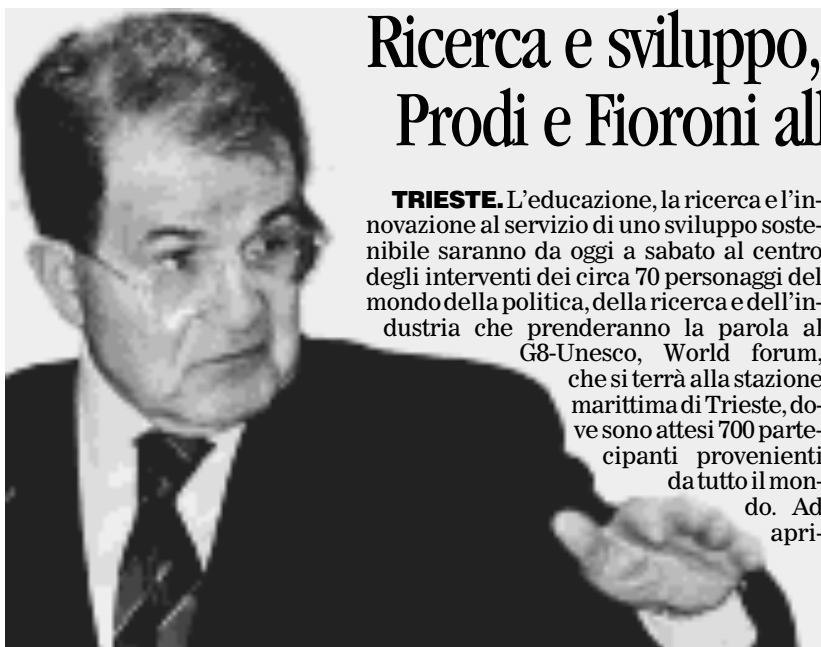 Ricerca e sviluppo,
Prodi e Fioroni all
TRIESTE. L'educazione, la ricerca e l'in-
novazione al servizio di uno sviluppo soste-
nibile saranno da oggi a sabato al centro
degli interventi dei circa 70 personaggi del
mondo della politica, della ricerca e dell'in-
dustria che prenderanno la parola al
G8-Unesco, World forum,
che si terrà alla stazione
marittima di Trieste, do-
ve sono attesi 700 parte-
cipanti provenienti
da tutto il mon-
do. Ad
apri-